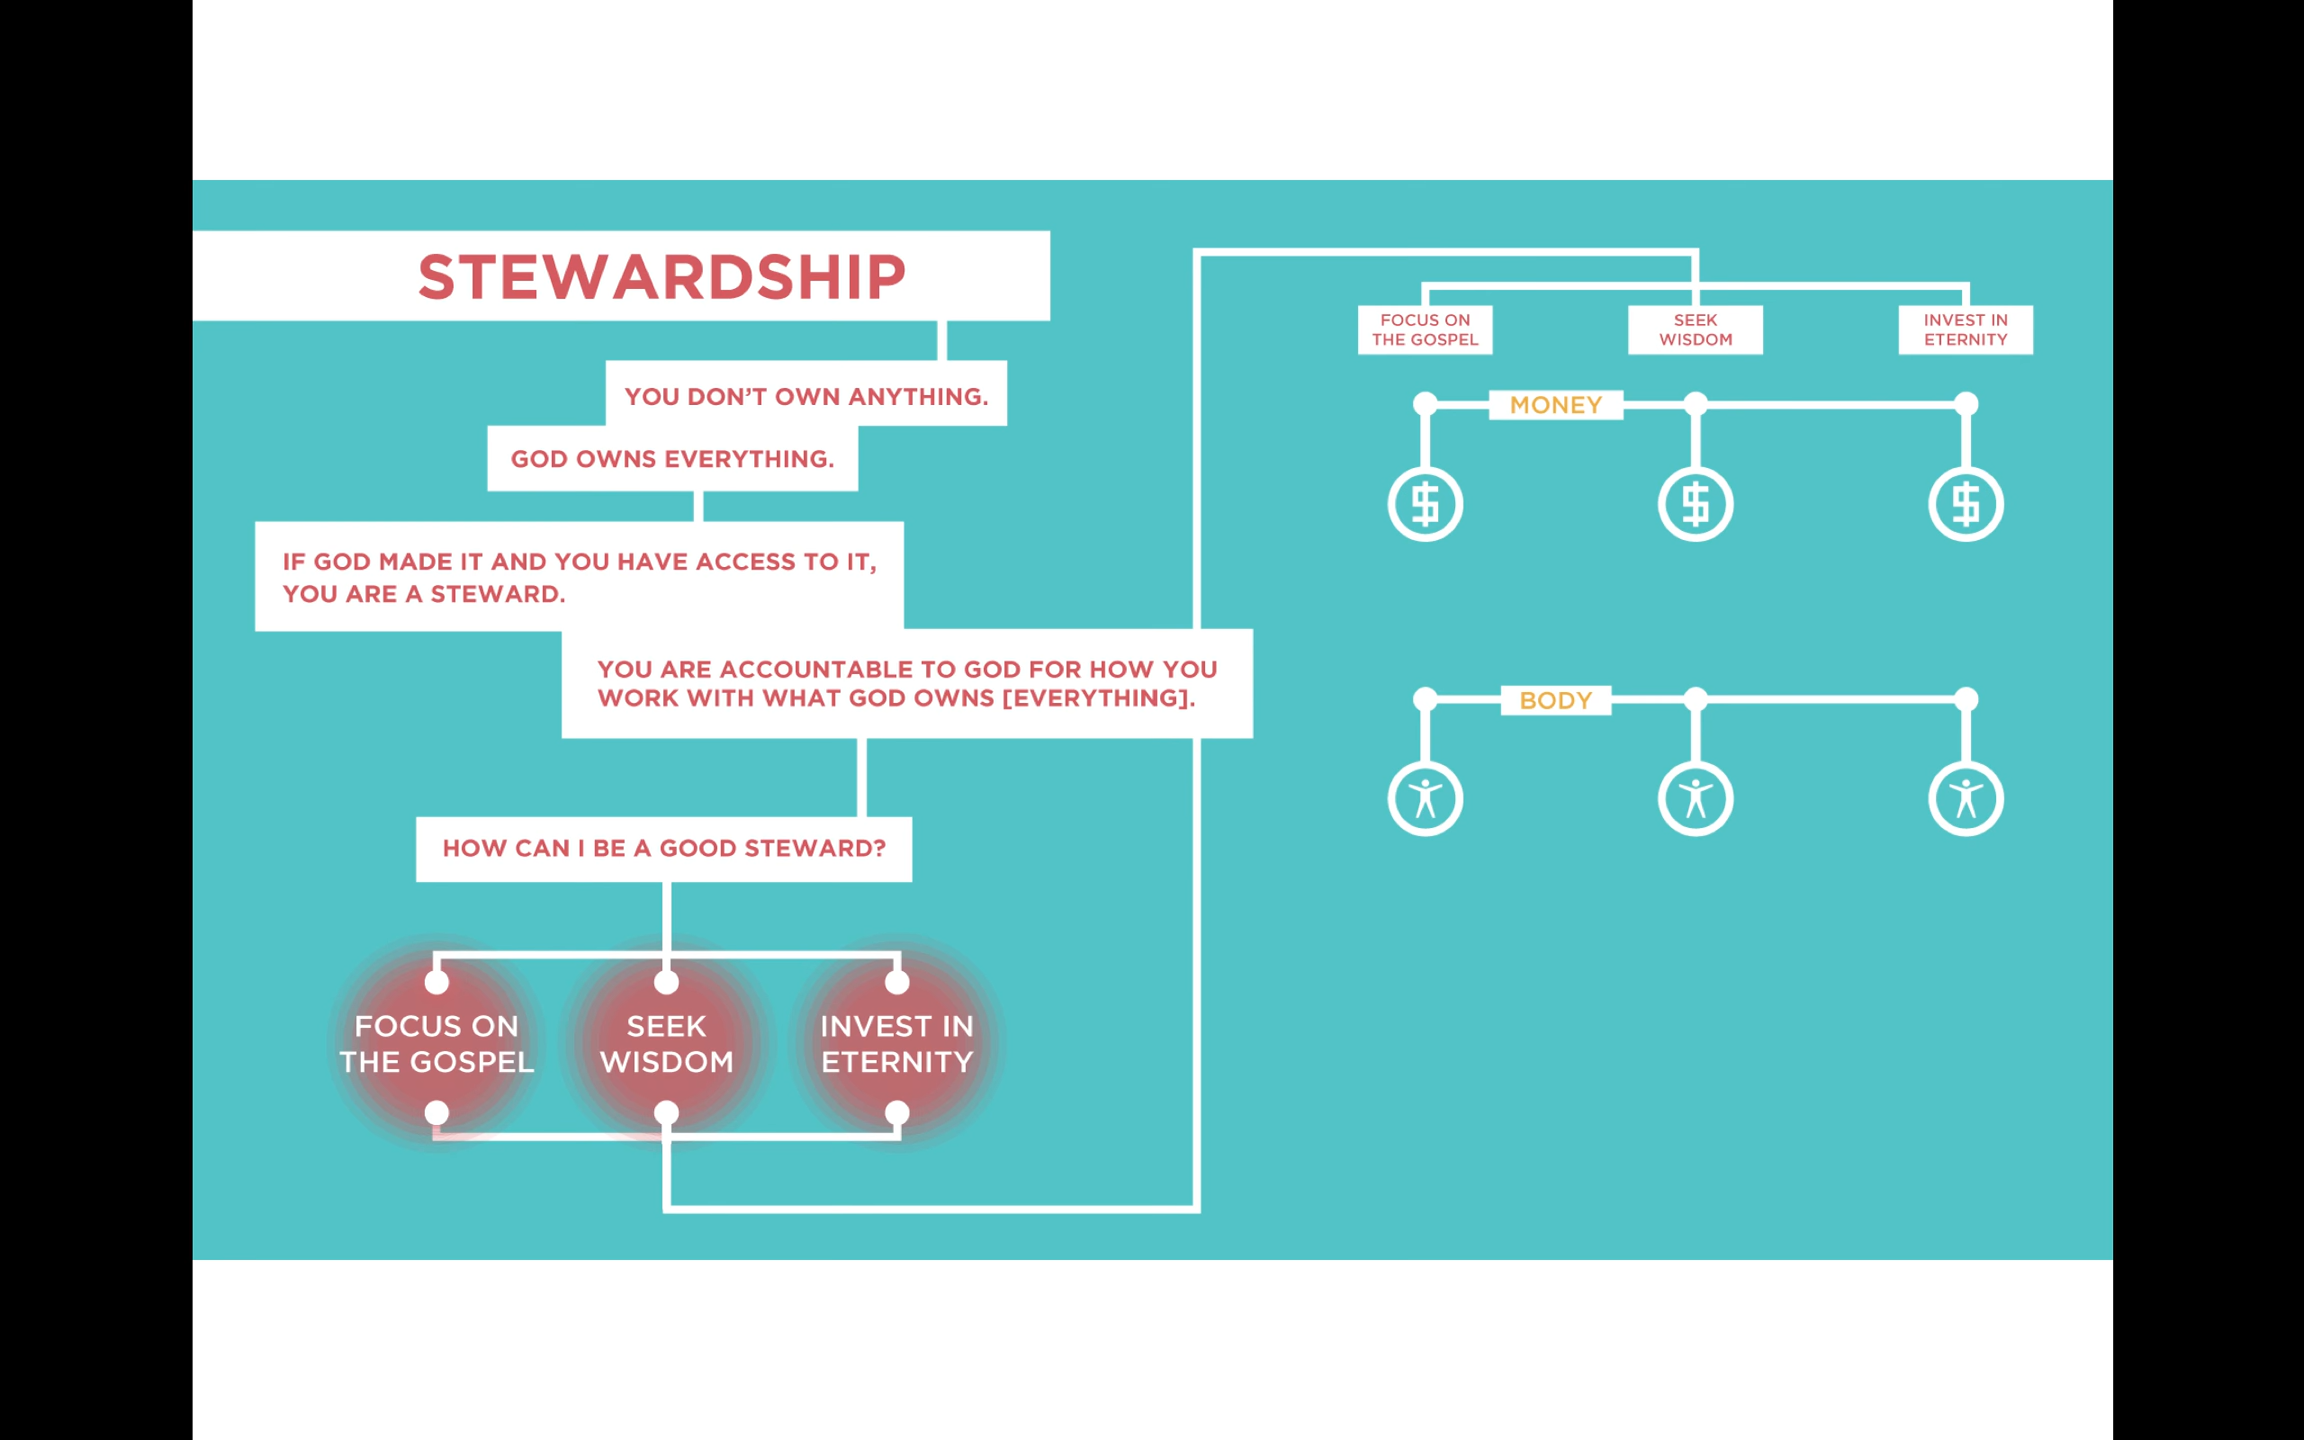 STEWARDSHIP
YOU DON’T OWN ANYTHING.
GOD OWNS EVERYTHING.
IF GOD MADE IT AND YOU HAVE ACCESS TO IT,
YOU ARE A STEWARD.
YOU ARE ACCOUNTABLE TO GOD FOR HOW YOU
WORK WITH WHAT GOD OWNS [EVERYTHING].
HOW CAN I BE A GOOD STEWARD?
FOCUS ON
THE GOSPEL
SEEK
WISDOM
INVEST IN
ETERNITY
FOCUS ON
THE GOSPEL
SEEK
WISDOM
INVEST IN
ETERNITY
MONEY
$ $ $
BODY